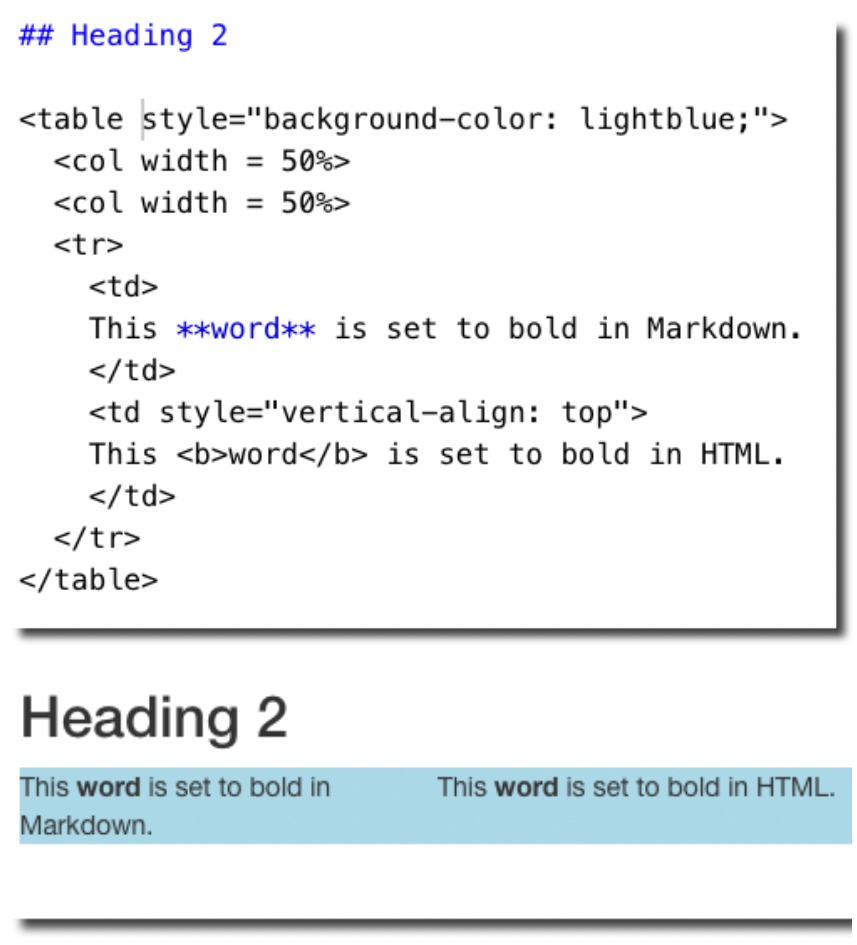 ## Heading 2
<table style="background-color: lightblue;">
<col width = 50%>
<col width = 50%>
<tr>
<td>
This **word** is set to bold in Markdown.
</td>
<td style="vertical-align: top">
This <b>word</b> is set to bold in HTML.
</td>
</tr>
</table>
Heading 2
This word is set to bold in
Markdown.
This word is set to bold in HTML.